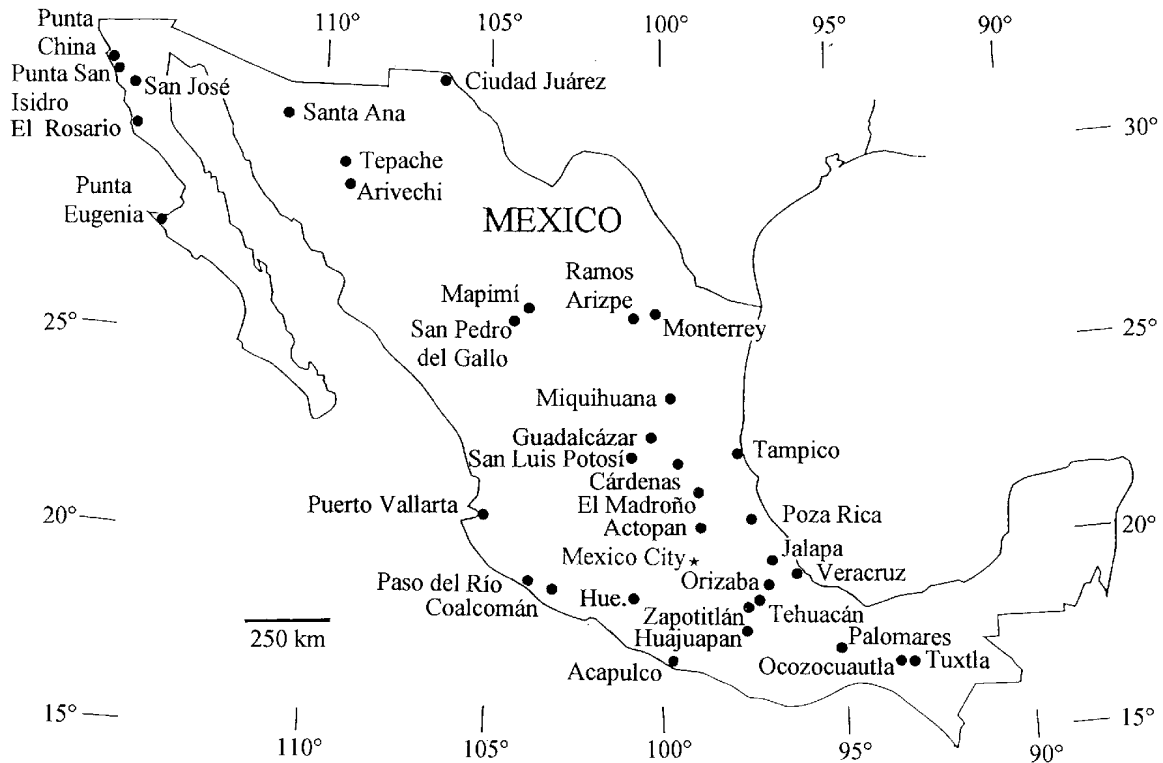 110°
105°
100°
95°
90°
Punta
China
Punta San
Isidro
San José
El Rosario
Ciudad Juárez
Santa Ana
30°
Tepache
Arivechi
Punta
Eugenia
MEXICO
Ramos
Arizpe
Mapimí
Monterrey
San Pedro
del Gallo
25°
25°
Miquihuana
Guadalcázar
San Luis Potosí
Tampico
Cárdenas
El Madroño
Puerto Vallarta
Actopan
Poza Rica
20°
20°
Mexico City
Jalapa
Orizaba
Veracruz
Paso del Río
Coalcomán
Hue.
Zapotitlán
Tehuacán
Huajuapan
Palomares
250 km
Acapulco
Ocozocuautla
Tuxtla
15°
15°
110°
105°
100°
95°
90°